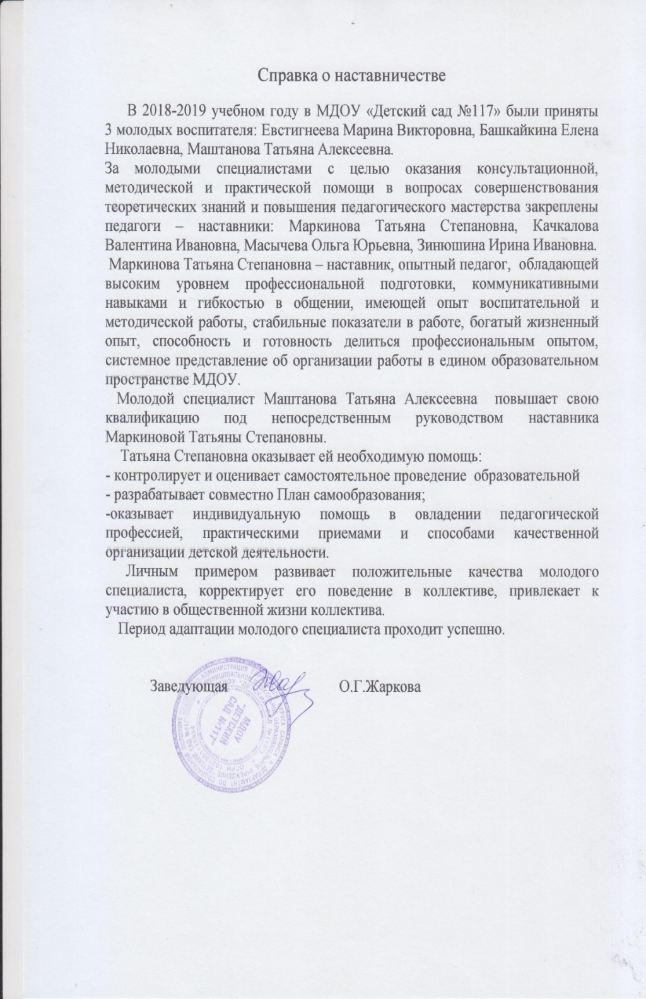 Справка о наставничестве
В 2018-2019 учебном году в МДОУ «Детский сад №117» были приняты
3 молодых воспитателя: Евстигнеева Марина Викторовна, Башкайкина Елена
Николаевна, Маштанова Татьяна Алексеевна.
За молодыми специалистами с целью оказания консультационной,
методической и практической помощи в вопросах совершенствования
теоретических знаний и повышения педагогического мастерства закреплены
педагоги – наставники: Маркинова Татьяна Степановна, Качкалова
Валентина Ивановна, Масычева Ольга Юрьевна, Зинюшина Ирина Ивановна.
Маркинова Татьяна Степановна – наставник, опытный педагог, обладающей
высоким уровнем профессиональной подготовки, коммуникативными
навыками и гибкостью в общении, имеющей опыт воспитательной и
методической работы, стабильные показатели в работе, богатый жизненный
опыт, способность и готовность делиться профессиональным опытом,
системное представление об организации работы в едином образовательном
пространстве МДОУ.
Молодой специалист Маштанова Татьяна Алексеевна повышает свою
квалификацию под непосредственным руководством наставника
Маркиновой Татьяны Степановны.
Татьяна Степановна оказывает ей необходимую помощь:
- контролирует и оценивает самостоятельное проведение образовательной
- разрабатывает совместно План самообразования;
-оказывает индивидуальную помощь в овладении педагогической
профессией, практическими приемами и способами качественной
организации детской деятельности.
Личным примером развивает положительные качества молодого
специалиста, корректирует его поведение в коллективе, привлекает к
участию в общественной жизни коллектива.
Период адаптации молодого специалиста проходит успешно.
Заведующая О.Г.Жаркова
МДОУ
"ДЕТСКИЙ
САД №117"